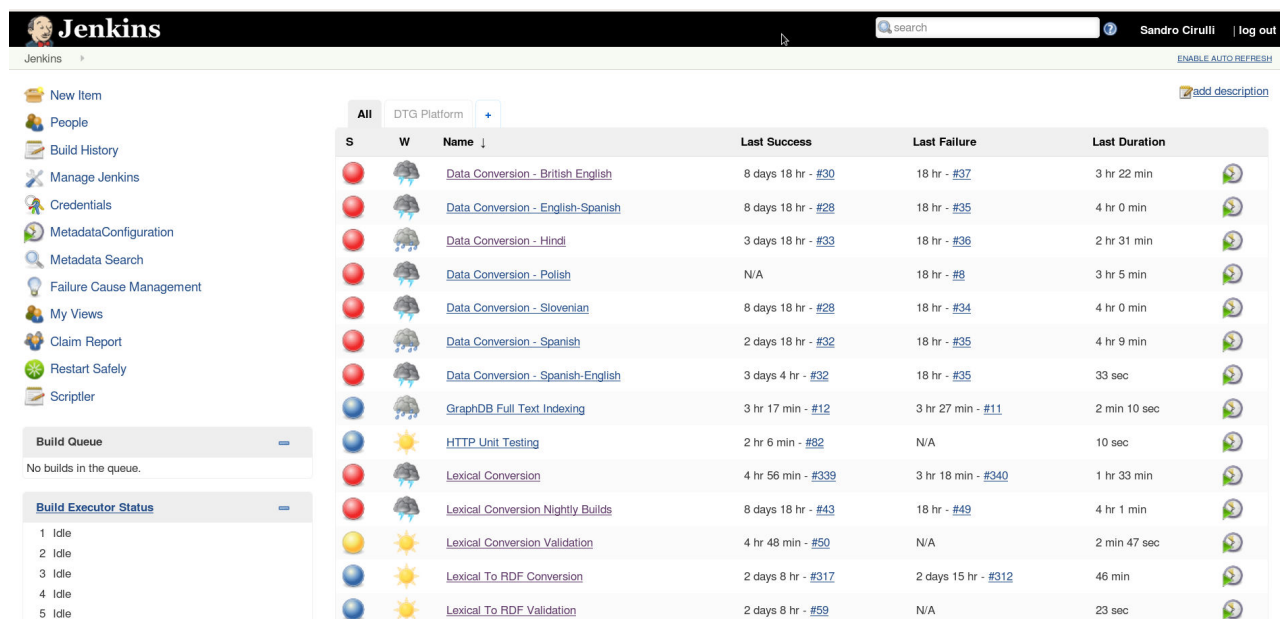 Jenkins
search
Sandro Cirulli | log out
Jenkins
ENABLE AUTO REFRESH
New Item
People
Build History
Manage Jenkins
Credentials
MetadataConfiguration
Metadata Search
Failure Cause Management
My Views
Claim Report
Restart Safely
Scriptler
Build Queue
No builds in the queue.
Build Executor Status
1 Idle
2 Idle
3 Idle
4 Idle
5 Idle
add description
All DTG Platform +
S W Name ↓ Last Success Last Failure Last Duration
Data Conversion - British English 8 days 18 hr - #30 18 hr - #37 3 hr 22 min
Data Conversion - English-Spanish 8 days 18 hr - #28 18 hr - #35 4 hr 0 min
Data Conversion - Hindi 3 days 18 hr - #33 18 hr - #36 2 hr 31 min
Data Conversion - Polish N/A 18 hr - #8 3 hr 5 min
Data Conversion - Slovenian 8 days 18 hr - #28 18 hr - #34 4 hr 0 min
Data Conversion - Spanish 2 days 18 hr - #32 18 hr - #35 4 hr 9 min
Data Conversion - Spanish-English 3 days 4 hr - #32 18 hr - #35 33 sec
GraphDB Full Text Indexing 3 hr 17 min - #12 3 hr 27 min - #11 2 min 10 sec
HTTP Unit Testing 2 hr 6 min - #82 N/A 10 sec
Lexical Conversion 4 hr 56 min - #339 3 hr 18 min - #340 1 hr 33 min
Lexical Conversion Nightly Builds 8 days 18 hr - #43 18 hr - #49 4 hr 1 min
Lexical Conversion Validation 4 hr 48 min - #50 N/A 2 min 47 sec
Lexical To RDF Conversion 2 days 8 hr - #317 2 days 15 hr - #312 46 min
Lexical To RDF Validation 2 days 8 hr - #59 N/A 23 sec